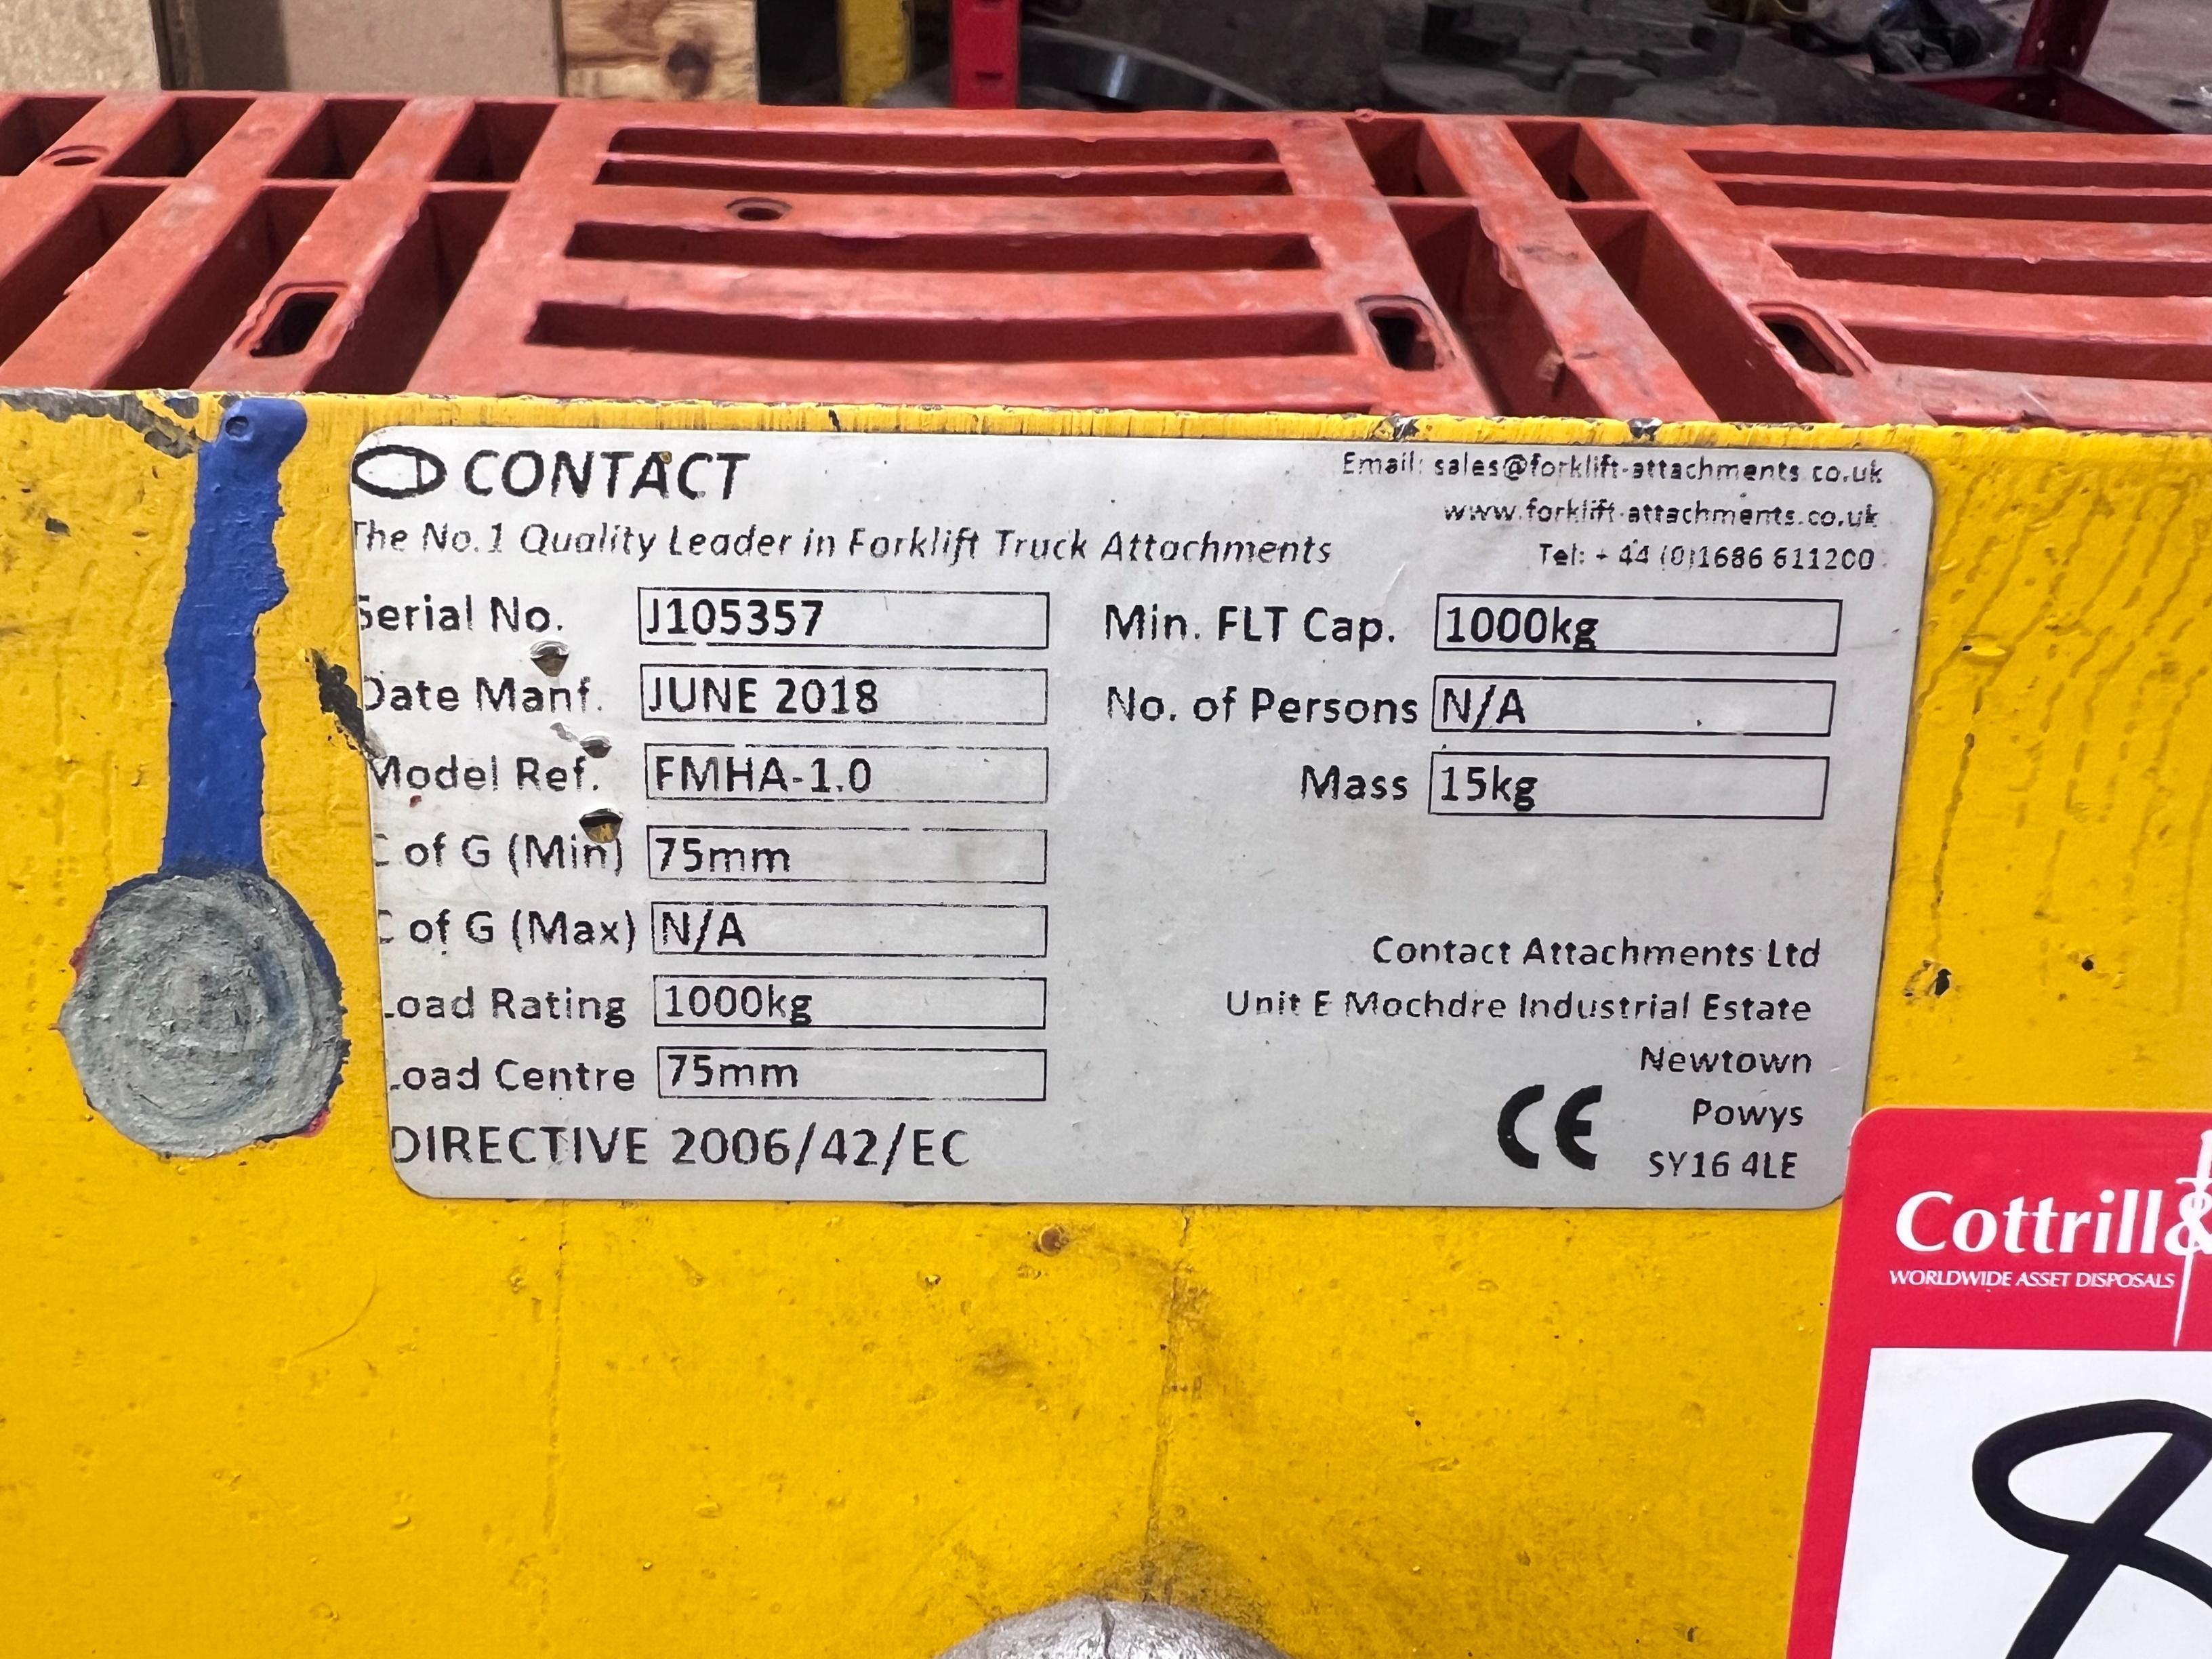 CONTACT
The No.1 Quality Leader in Forklift Truck Attachments
Email: sales@forklift-attachments.co.uk
www.forklift-attachments.co.uk
Tel: + 44 (0)1686 611200
Serial No. J105357
Date Manf. JUNE 2018
Model Ref. FMHA-1.0
C of G (Min) 75mm
C of G (Max) N/A
Load Rating 1000kg
Load Centre 75mm
DIRECTIVE 2006/42/EC
Min. FLT Cap. 1000kg
No. of Persons N/A
Mass 15kg
Contact Attachments Ltd
Unit E Mochdre Industrial Estate
Newtown
Powys
CE SY16 4LE
Cottrill&
WORLDWIDE ASSET DISPOSALS